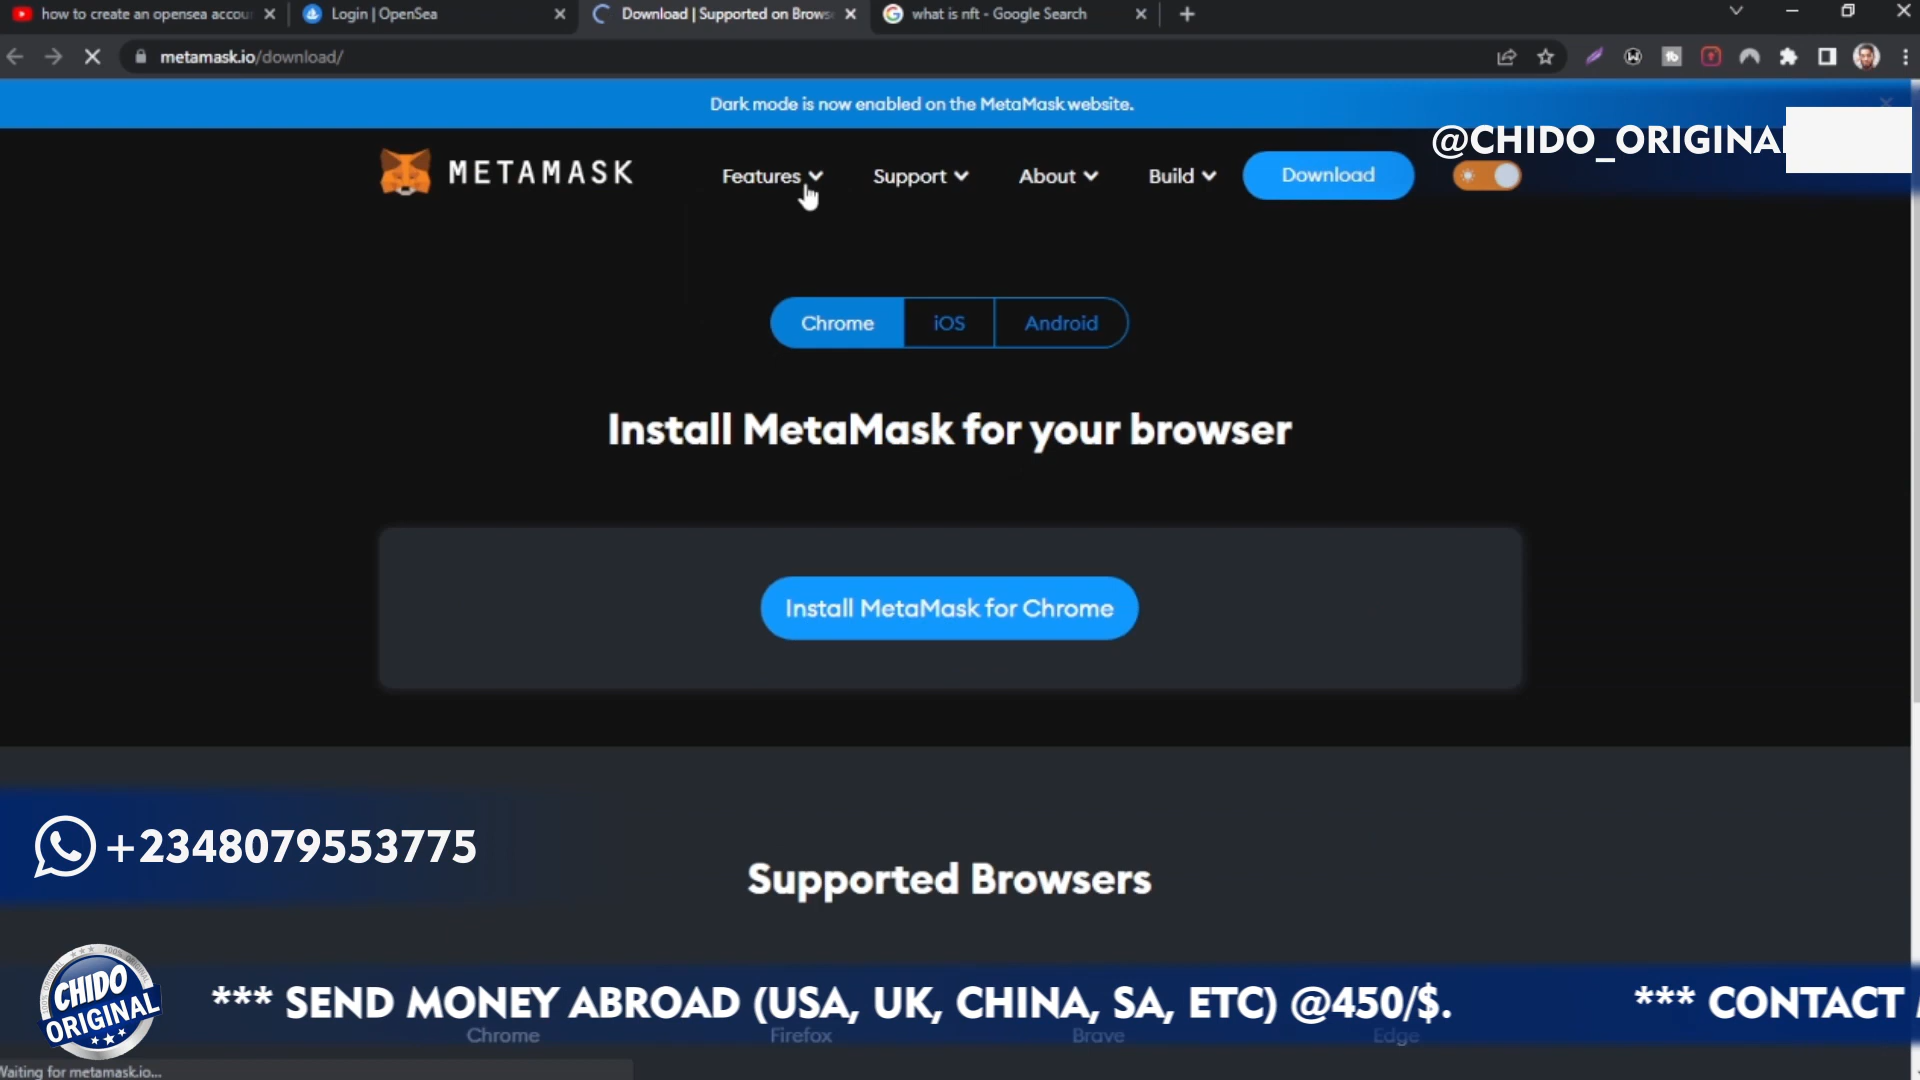 how to create an opensea accou
Login | OpenSea
Download | Supported on Brows
what is nft - Google Search
metamask.io/download/
Dark mode is now enabled on the MetaMask website.
@CHIDO_ORIGINAL
METAMASK
Features
Support
About
Build
Download
Chrome
iOS
Android
Install MetaMask for your browser
Install MetaMask for Chrome
+2348079553775
Supported Browsers
CHIDO
ORIGINAL
*** SEND MONEY ABROAD (USA, UK, CHINA, SA, ETC) @450/$.
*** CONTACT
Chrome
Firefox
Brave
Edge
Waiting for metamask.io...